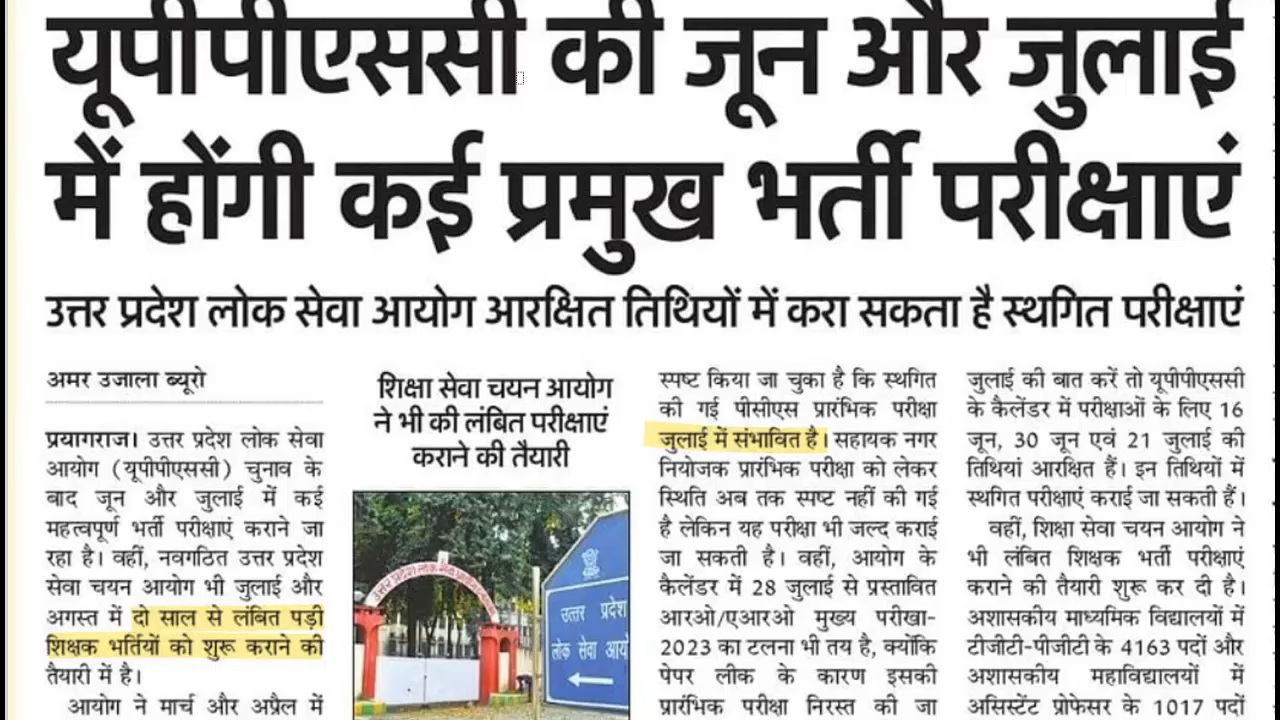 यूपीपीएससी की जून और जुलाई
में होंगी कई प्रमुख भर्ती परीक्षाएं
उत्तर प्रदेश लोक सेवा आयोग आरक्षित तिथियों में करा सकता है स्थगित परीक्षाएं
अमर उजाला ब्यूरो
प्रयागराज। उत्तर प्रदेश लोक सेवा
आयोग (यूपीपीएससी) चुनाव के
बाद जून और जुलाई में कई
महत्वपूर्ण भर्ती परीक्षाएं कराने जा
रहा है। वहीं, नवगठित उत्तर प्रदेश
सेवा चयन आयोग भी जुलाई और
अगस्त में दो साल से लंबित पड़ी
शिक्षक भर्तियों को शुरू कराने की
तैयारी में है।
आयोग ने मार्च और अप्रैल में
शिक्षा सेवा चयन आयोग
ने भी की लंबित परीक्षाएं
कराने की तैयारी
उत्तर प्रदेश लोक सेवा
उत्तर प्रदेश
लोक सेवा आयो
स्पष्ट किया जा चुका है कि स्थगित
की गई पीसीएस प्रारंभिक परीक्षा
जुलाई में संभावित है। सहायक नगर
नियोजक प्रारंभिक परीक्षा को लेकर
स्थिति अब तक स्पष्ट नहीं की गई
है लेकिन यह परीक्षा भी जल्द कराई
जा सकती है। वहीं, आयोग के
कैलेंडर में 28 जुलाई से प्रस्तावित
आरओ/एआरओ मुख्य परीखा-
2023 का टलना भी तय है, क्योंकि
पेपर लीक के कारण इसकी
प्रारंभिक परीक्षा निरस्त की जा
जुलाई की बात करें तो यूपीपीएससी
के कैलेंडर में परीक्षाओं के लिए 16
जून, 30 जून एवं 21 जुलाई की
तिथियां आरक्षित हैं। इन तिथियों में
स्थगित परीक्षाएं कराई जा सकती हैं।
वहीं, शिक्षा सेवा चयन आयोग ने
भी लंबित शिक्षक भर्ती परीक्षाएं
कराने की तैयारी शुरू कर दी है।
अशासकीय माध्यमिक विद्यालयों में
टीजीटी-पीजीटी के 4163 पदों और
अशासकीय महाविद्यालयों में
असिस्टेंट प्रोफेसर के 1017 पदों